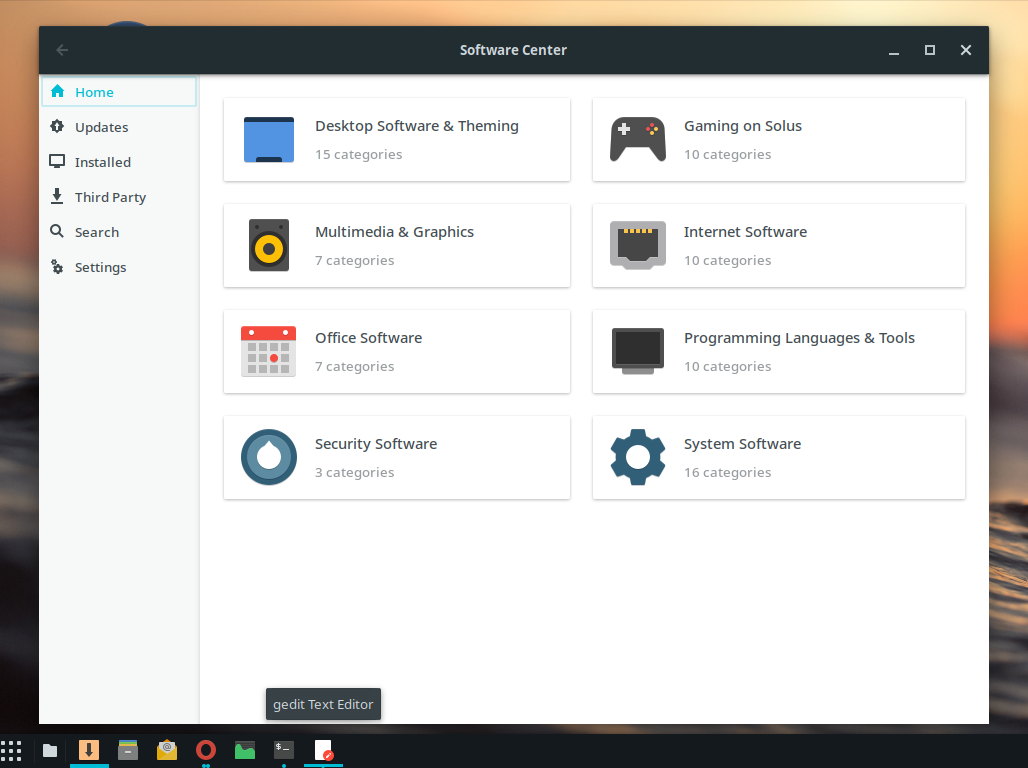 Software Center
Home
Updates
Installed
Third Party
Search
Settings
Desktop Software & Theming
15 categories
Gaming on Solus
10 categories
Multimedia & Graphics
7 categories
Internet Software
10 categories
Office Software
7 categories
Programming Languages & Tools
10 categories
Security Software
3 categories
System Software
16 categories
gedit Text Editor